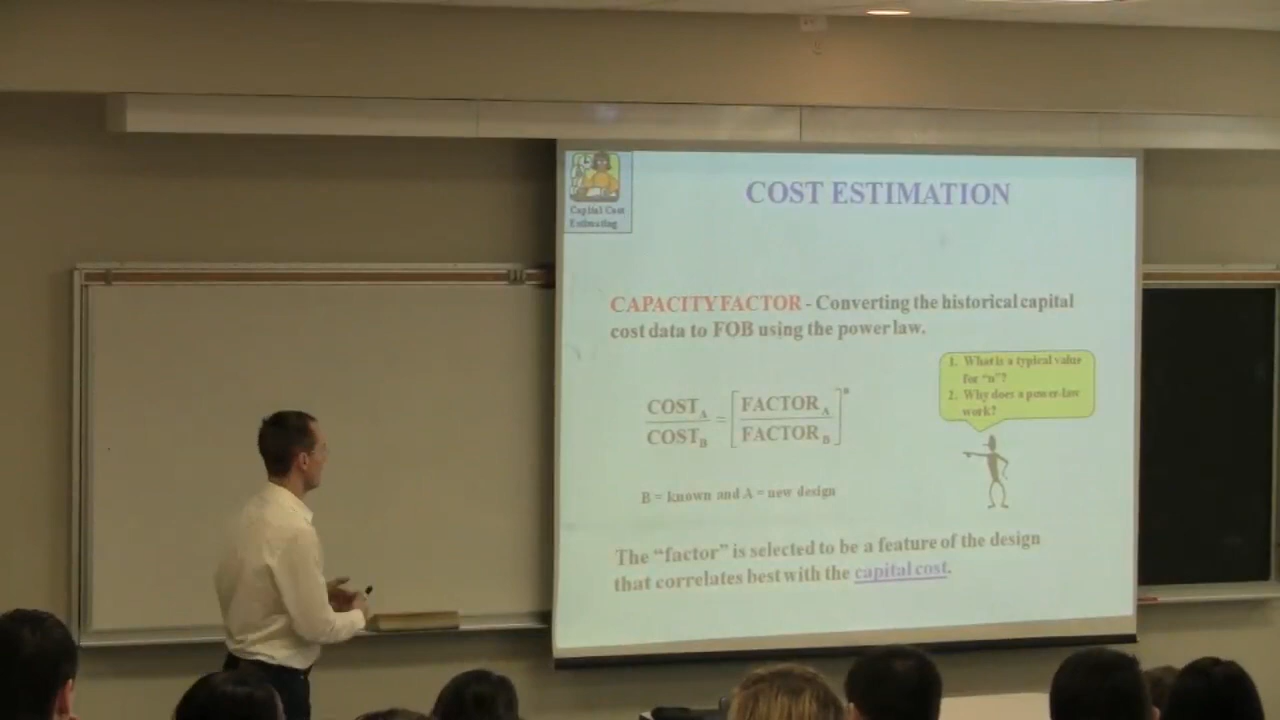 Capital Cost
Estimating
COST ESTIMATION
CAPACITY FACTOR - Converting the historical capital
cost data to FOB using the power law.
1. What is a typical value
for “n”?
2. Why does a power-law
work?
COST_A / COST_B = [FACTOR_A / FACTOR_B]^n
B = known and A = new design
The “factor” is selected to be a feature of the design
that correlates best with the capital cost.